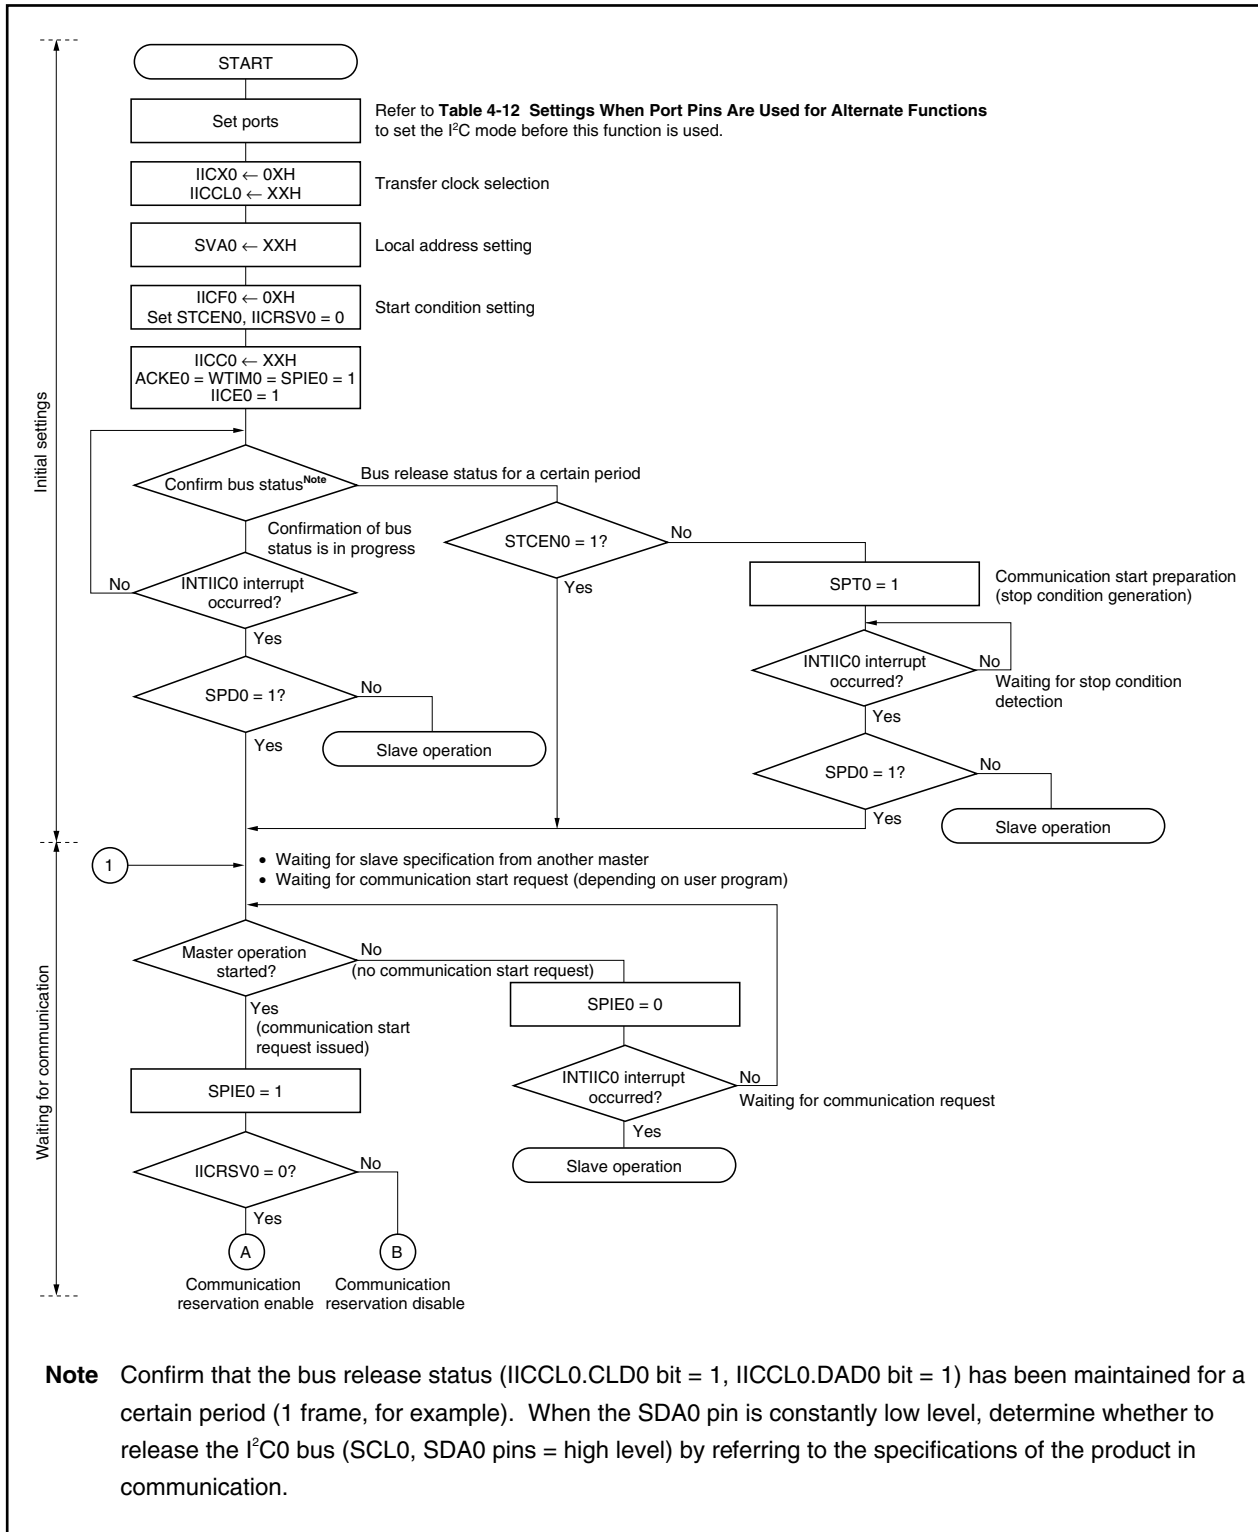 START
Set ports
Refer to Table 4-12 Settings When Port Pins Are Used for Alternate Functions
to set the I²C mode before this function is used.
IICX0 ← 0XH
IICCL0 ← XXH
Transfer clock selection
SVA0 ← XXH
Local address setting
IICF0 ← 0XH
Set STCEN0, IICRSV0 = 0
Start condition setting
IICC0 ← XXH
ACKE0 = WTIM0 = SPIE0 = 1
IICE0 = 1
Initial settings
Confirm bus statusNote
Bus release status for a certain period
Confirmation of bus
status is in progress
STCEN0 = 1?
No
Yes
SPT0 = 1
Communication start preparation
(stop condition generation)
No
INTIIC0 interrupt
occurred?
Yes
INTIIC0 interrupt
occurred?
No
Waiting for stop condition
detection
Yes
SPD0 = 1?
No
Yes
Slave operation
SPD0 = 1?
No
Yes
Slave operation
1
• Waiting for slave specification from another master
• Waiting for communication start request (depending on user program)
Waiting for communication
Master operation
started?
No
(no communication start request)
Yes
(communication start
request issued)
SPIE0 = 0
SPIE0 = 1
INTIIC0 interrupt
occurred?
No
Waiting for communication request
Yes
Slave operation
IICRSV0 = 0?
No
Yes
A
B
Communication
reservation enable
Communication
reservation disable
Note Confirm that the bus release status (IICCL0.CLD0 bit = 1, IICCL0.DAD0 bit = 1) has been maintained for a
certain period (1 frame, for example). When the SDA0 pin is constantly low level, determine whether to
release the I²C0 bus (SCL0, SDA0 pins = high level) by referring to the specifications of the product in
communication.